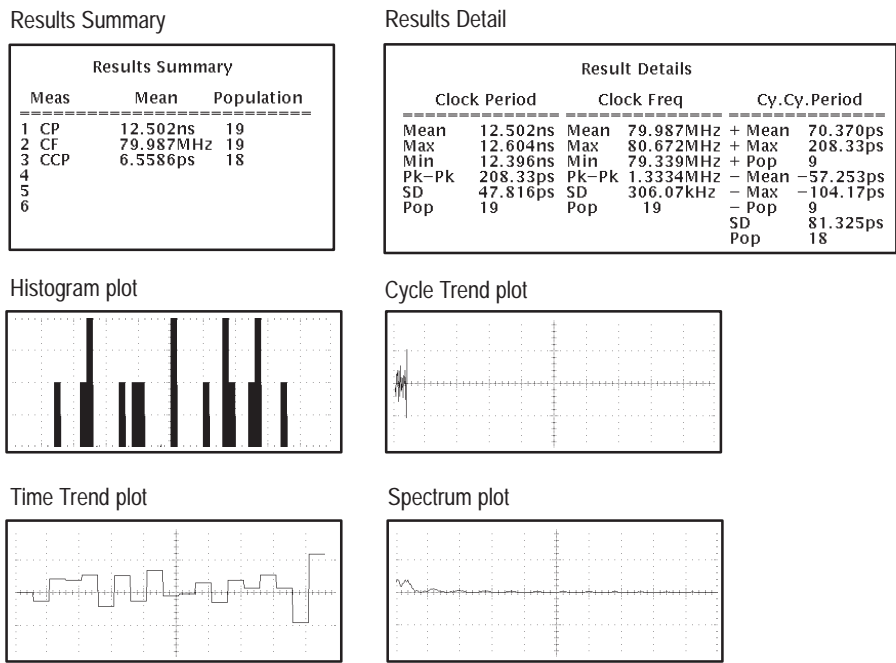 Results Summary
Results Summary
Meas Mean Population
1 CP 12.502ns 19
2 CF 79.987MHz 19
3 CCP 6.5586ps 18
4
5
6
Results Detail
Result Details
Clock Period Clock Freq Cy.Cy.Period
Mean 12.502ns Mean 79.987MHz + Mean 70.370ps
Max 12.604ns Max 80.672MHz + Max 208.33ps
Min 12.396ns Min 79.339MHz + Pop 9
Pk-Pk 208.33ps Pk-Pk 1.3334MHz - Mean -57.253ps
SD 47.816ps SD 306.07kHz - Max -104.17ps
Pop 19 Pop 19 - Pop 9
SD 81.325ps
Pop 18
Histogram plot
Cycle Trend plot
Time Trend plot
Spectrum plot